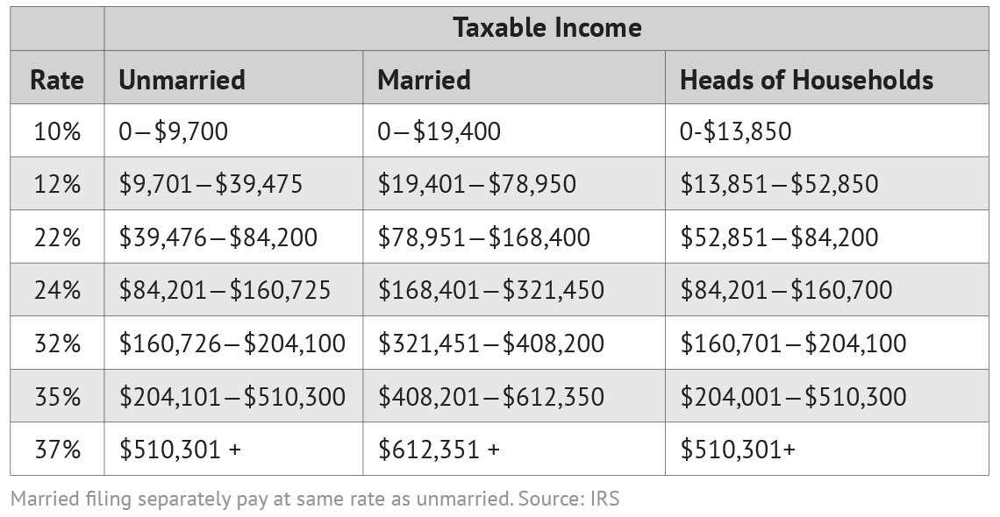 Taxable Income
Rate Unmarried Married Heads of Households
10% 0—$9,700 0—$19,400 0-$13,850
12% $9,701—$39,475 $19,401—$78,950 $13,851—$52,850
22% $39,476—$84,200 $78,951—$168,400 $52,851—$84,200
24% $84,201—$160,725 $168,401—$321,450 $84,201—$160,700
32% $160,726—$204,100 $321,451—$408,200 $160,701—$204,100
35% $204,101—$510,300 $408,201—$612,350 $204,001—$510,300
37% $510,301 + $612,351 + $510,301+
Married filing separately pay at same rate as unmarried. Source: IRS